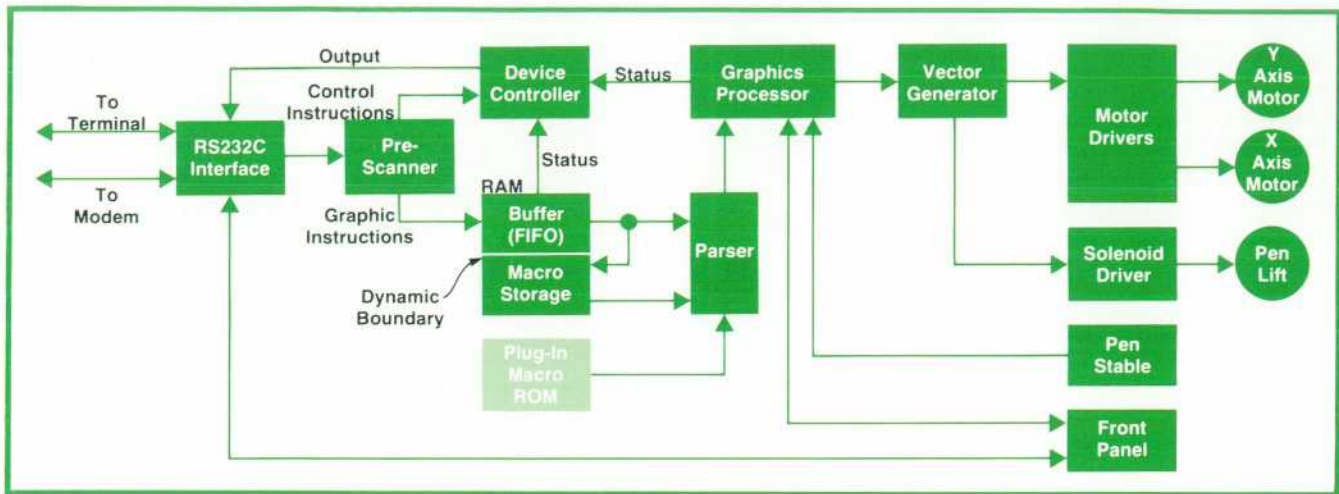 Output
Control
Instructions
To
Terminal
To
Modem
RS232C
Interface
Pre-
Scanner
Graphic
Instructions
Device
Controller
Status
Status
RAM
Buffer
(FIFO)
Macro
Storage
Dynamic
Boundary
Plug-In
Macro
ROM
Parser
Graphics
Processor
Vector
Generator
Motor
Drivers
Y
Axis
Motor
X
Axis
Motor
Solenoid
Driver
Pen
Lift
Pen
Stable
Front
Panel